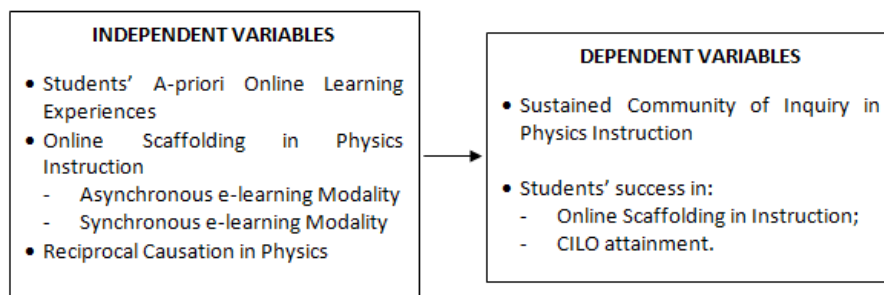 INDEPENDENT VARIABLES
• Students’ A-priori Online Learning
Experiences
• Online Scaffolding in Physics
Instruction
- Asynchronous e-learning Modality
- Synchronous e-learning Modality
• Reciprocal Causation in Physics
DEPENDENT VARIABLES
• Sustained Community of Inquiry in
Physics Instruction
• Students’ success in:
- Online Scaffolding in Instruction;
- CILO attainment.